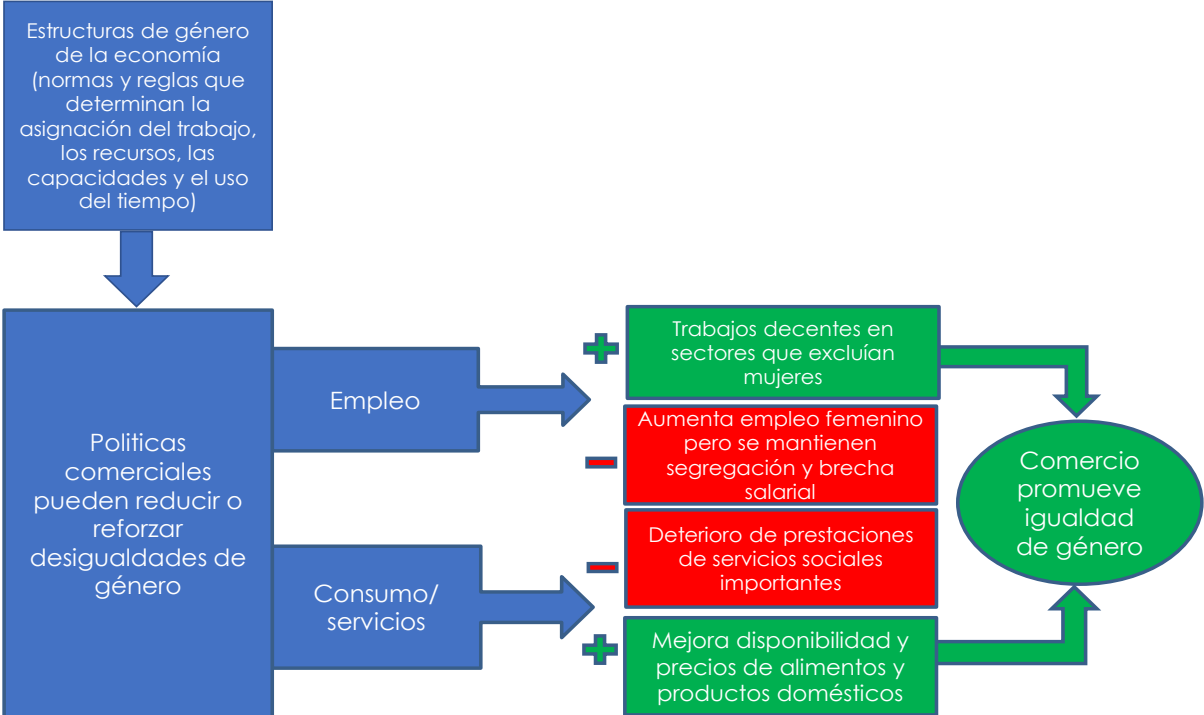 Estructuras de género
de la economía
(normas y reglas que
determinan la
asignación del trabajo,
los recursos, las
capacidades y el uso
del tiempo)
Politicas
comerciales
pueden reducir o
reforzar
desigualdades de
género
Empleo
Consumo/
servicios
Trabajos decentes en
sectores que excluían
mujeres
Aumenta empleo femenino
pero se mantienen
segregación y brecha
salarial
Deterioro de prestaciones
de servicios sociales
importantes
Mejora disponibilidad y
precios de alimentos y
productos domésticos
Comercio
promueve
igualdad
de género